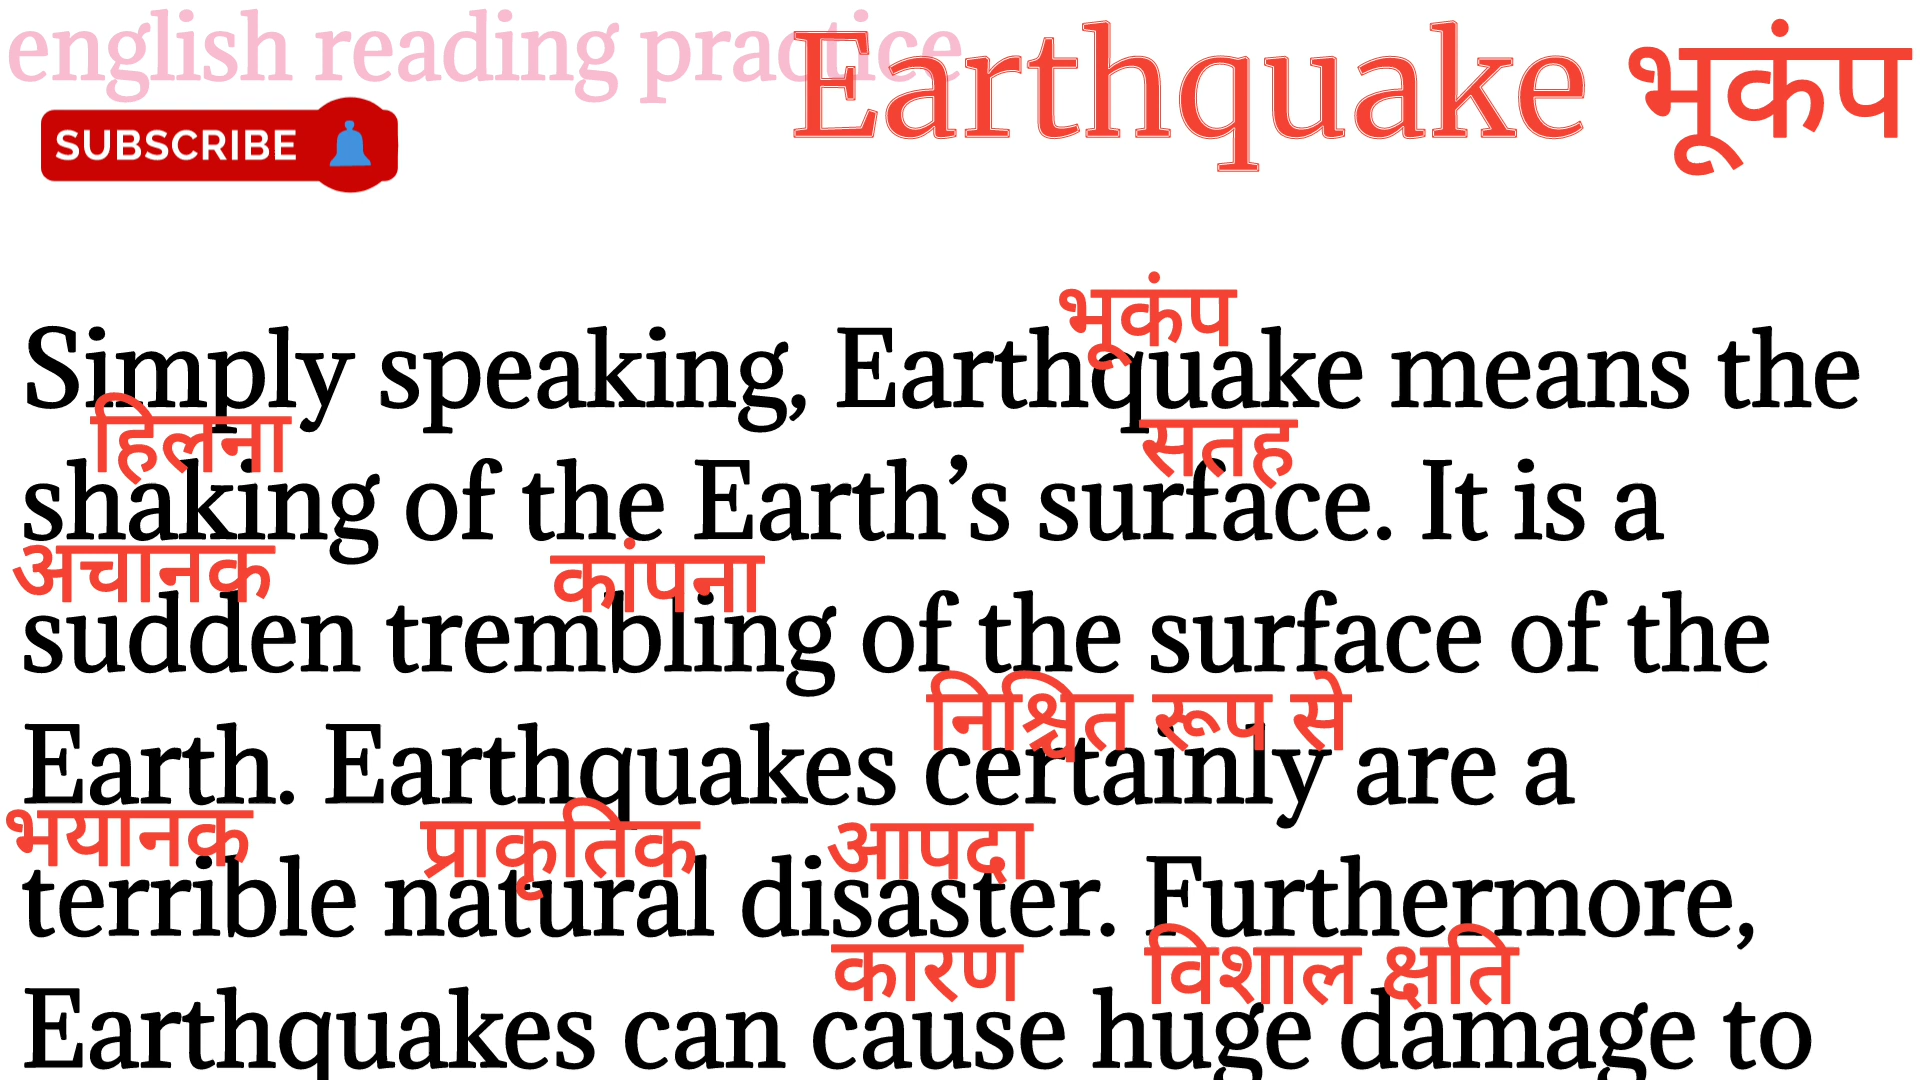 english reading practice
Earthquake भूकंप
SUBSCRIBE
भूकंप
Simply speaking, Earthquake means the
हिलना सतह
shaking of the Earth’s surface. It is a
अचानक कांपना
sudden trembling of the surface of the
निश्चित रूप से
Earth. Earthquakes certainly are a
भयानक प्राकृतिक आपदा
terrible natural disaster. Furthermore,
कारण विशाल क्षति
Earthquakes can cause huge damage to